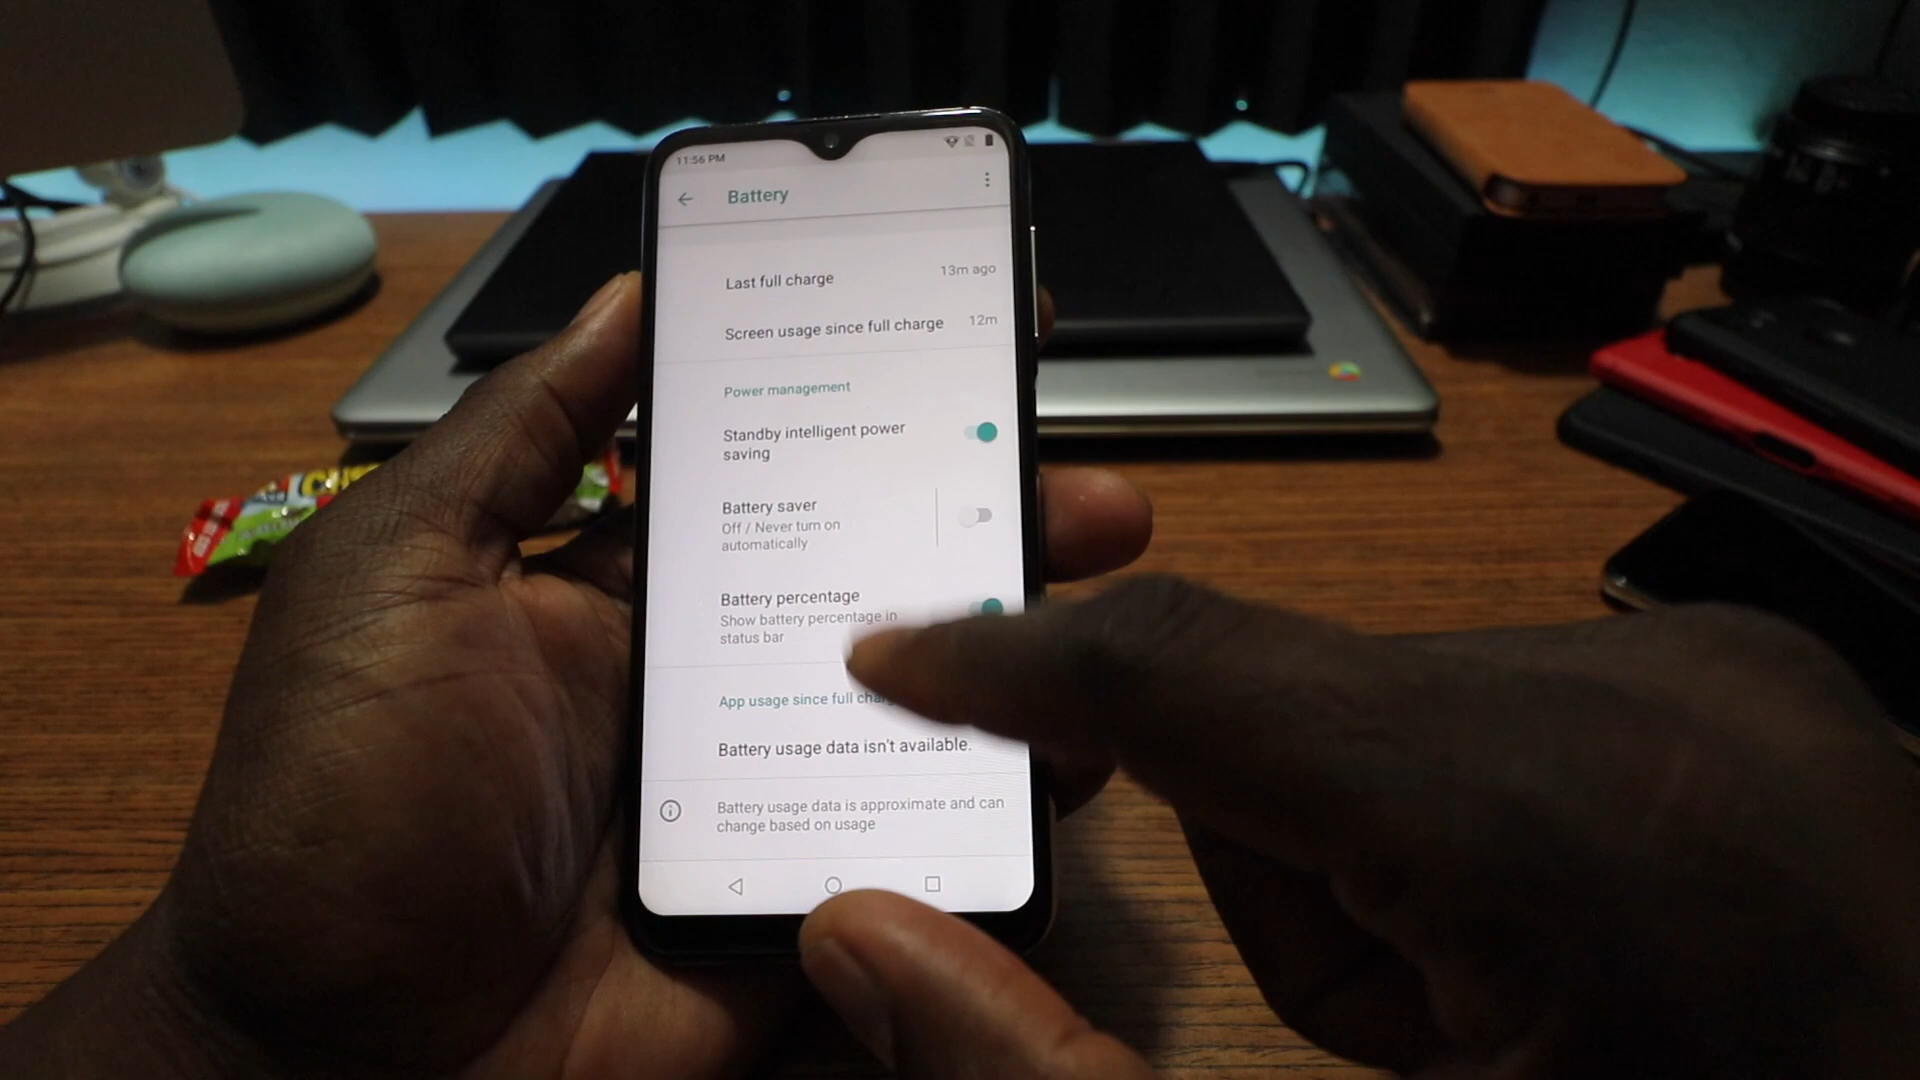 11:56 PM
Battery
Last full charge 13m ago
Screen usage since full charge 12m
Power management
Standby intelligent power
saving
Battery saver
Off / Never turn on
automatically
Battery percentage
Show battery percentage in
status bar
App usage since full
Battery usage data isn't available.
Battery usage data is approximate and can
change based on usage